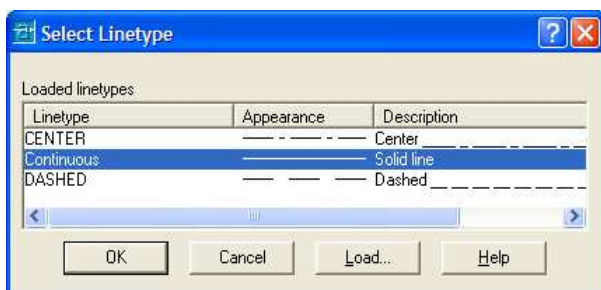 Select Linetype
Loaded linetypes
Linetype Appearance Description
CENTER Center
Continuous Solid line
DASHED Dashed
OK Cancel Load... Help